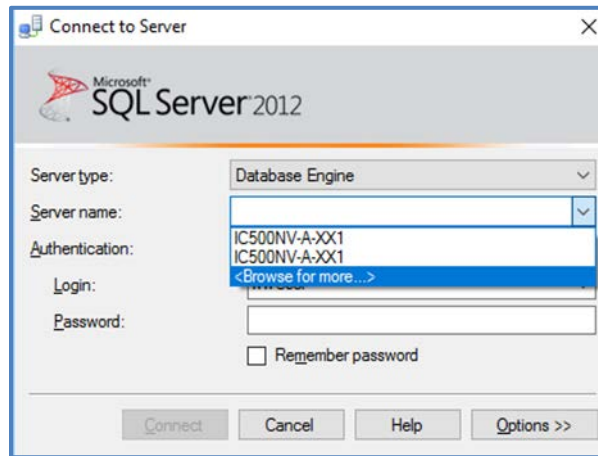 Connect to Server
Microsoft®
SQL Server® 2012
Server type:
Database Engine
Server name:
IC500NV-A-XX1
IC500NV-A-XX1
<Browse for more...>
Authentication:
Login:
Password:
Remember password
Connect
Cancel
Help
Options >>